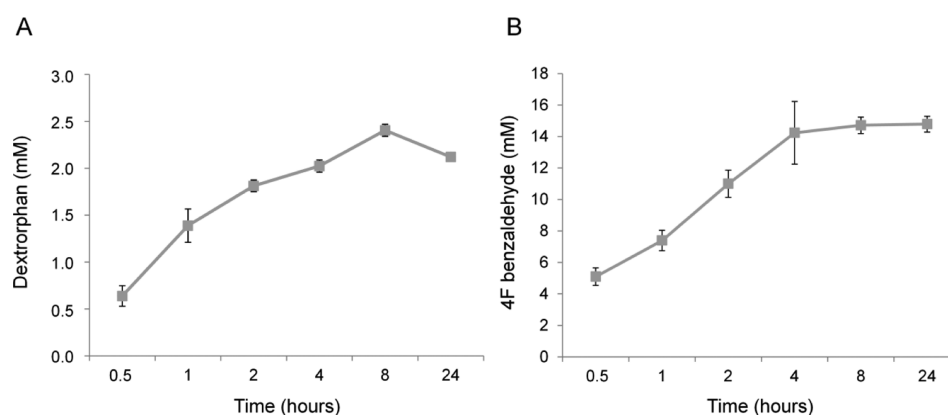 A
Dextrorphan (mM)
3.0
2.5
2.0
1.5
1.0
0.5
0.0
0.5 1 2 4 8 24
Time (hours)
B
4F benzaldehyde (mM)
18
16
14
12
10
8
6
4
2
0
0.5 1 2 4 8 24
Time (hours)